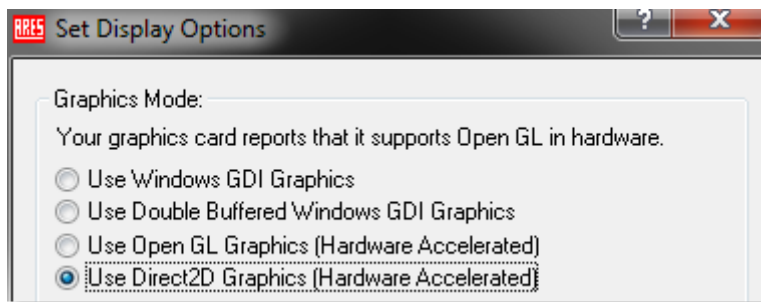 ARES Set Display Options ? X
Graphics Mode:
Your graphics card reports that it supports Open GL in hardware.
Use Windows GDI Graphics
Use Double Buffered Windows GDI Graphics
Use Open GL Graphics (Hardware Accelerated)
Use Direct2D Graphics (Hardware Accelerated)